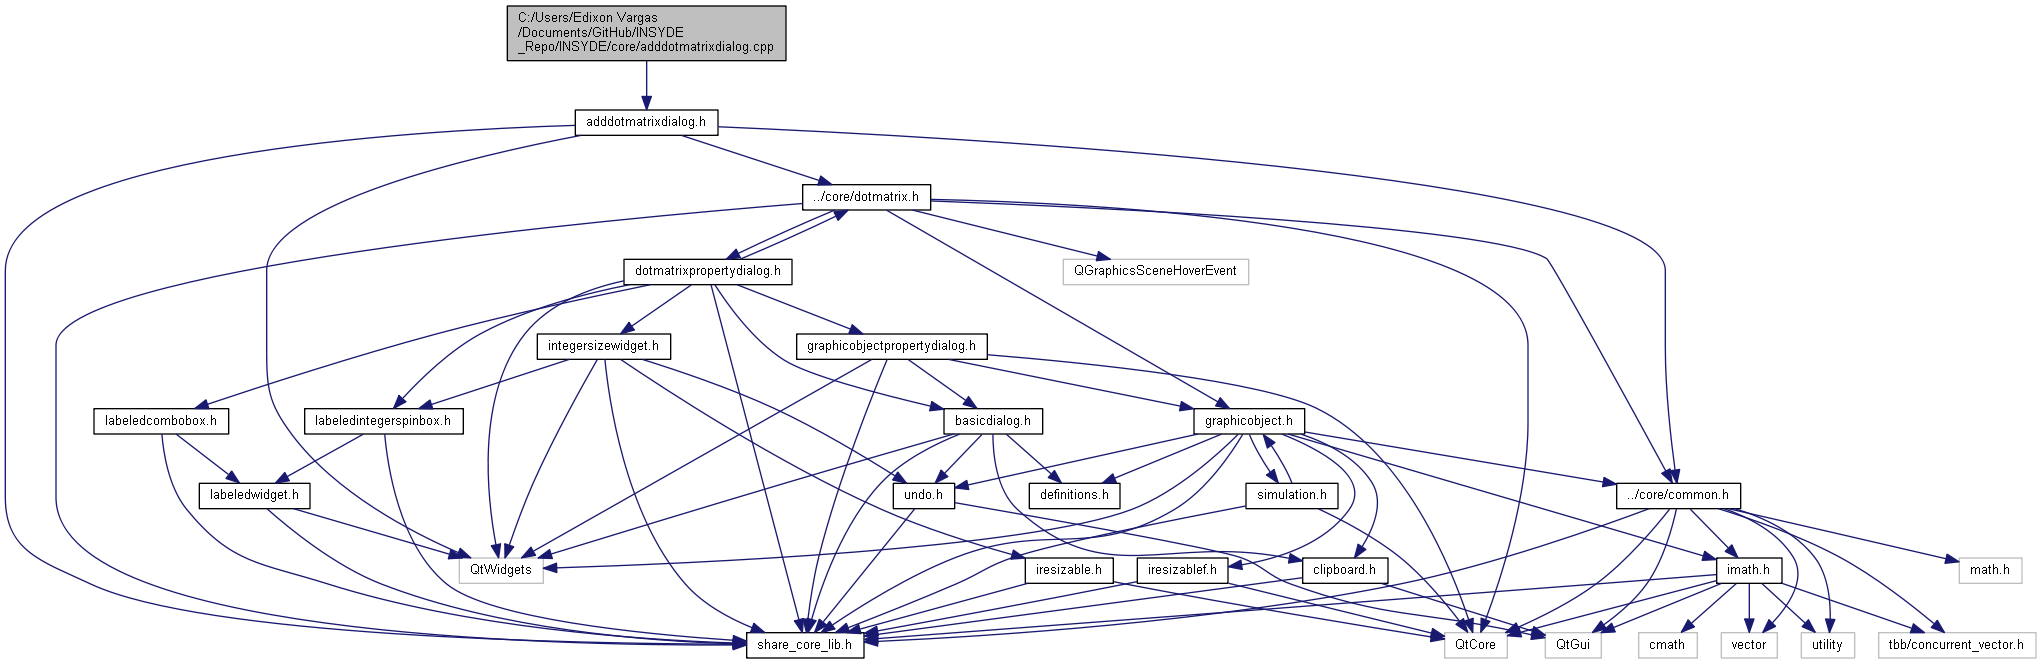 C:/Users/Edixon Vargas
/Documents/GitHub/INSYDE
_Repo/INSYDE/core/adddotmatrixdialog.cpp
adddotmatrixdialog.h
../core/dotmatrix.h
dotmatrixpropertydialog.h
QGraphicsSceneHoverEvent
integersizewidget.h
graphicobjectpropertydialog.h
labeledcombobox.h
labeledintegerspinbox.h
basicdialog.h
graphicobject.h
labeledwidget.h
undo.h
definitions.h
simulation.h
../core/common.h
QtWidgets
iresizable.h
iresizablef.h
clipboard.h
imath.h
math.h
share_core_lib.h
QtCore
QtGui
cmath
vector
utility
tbb/concurrent_vector.h